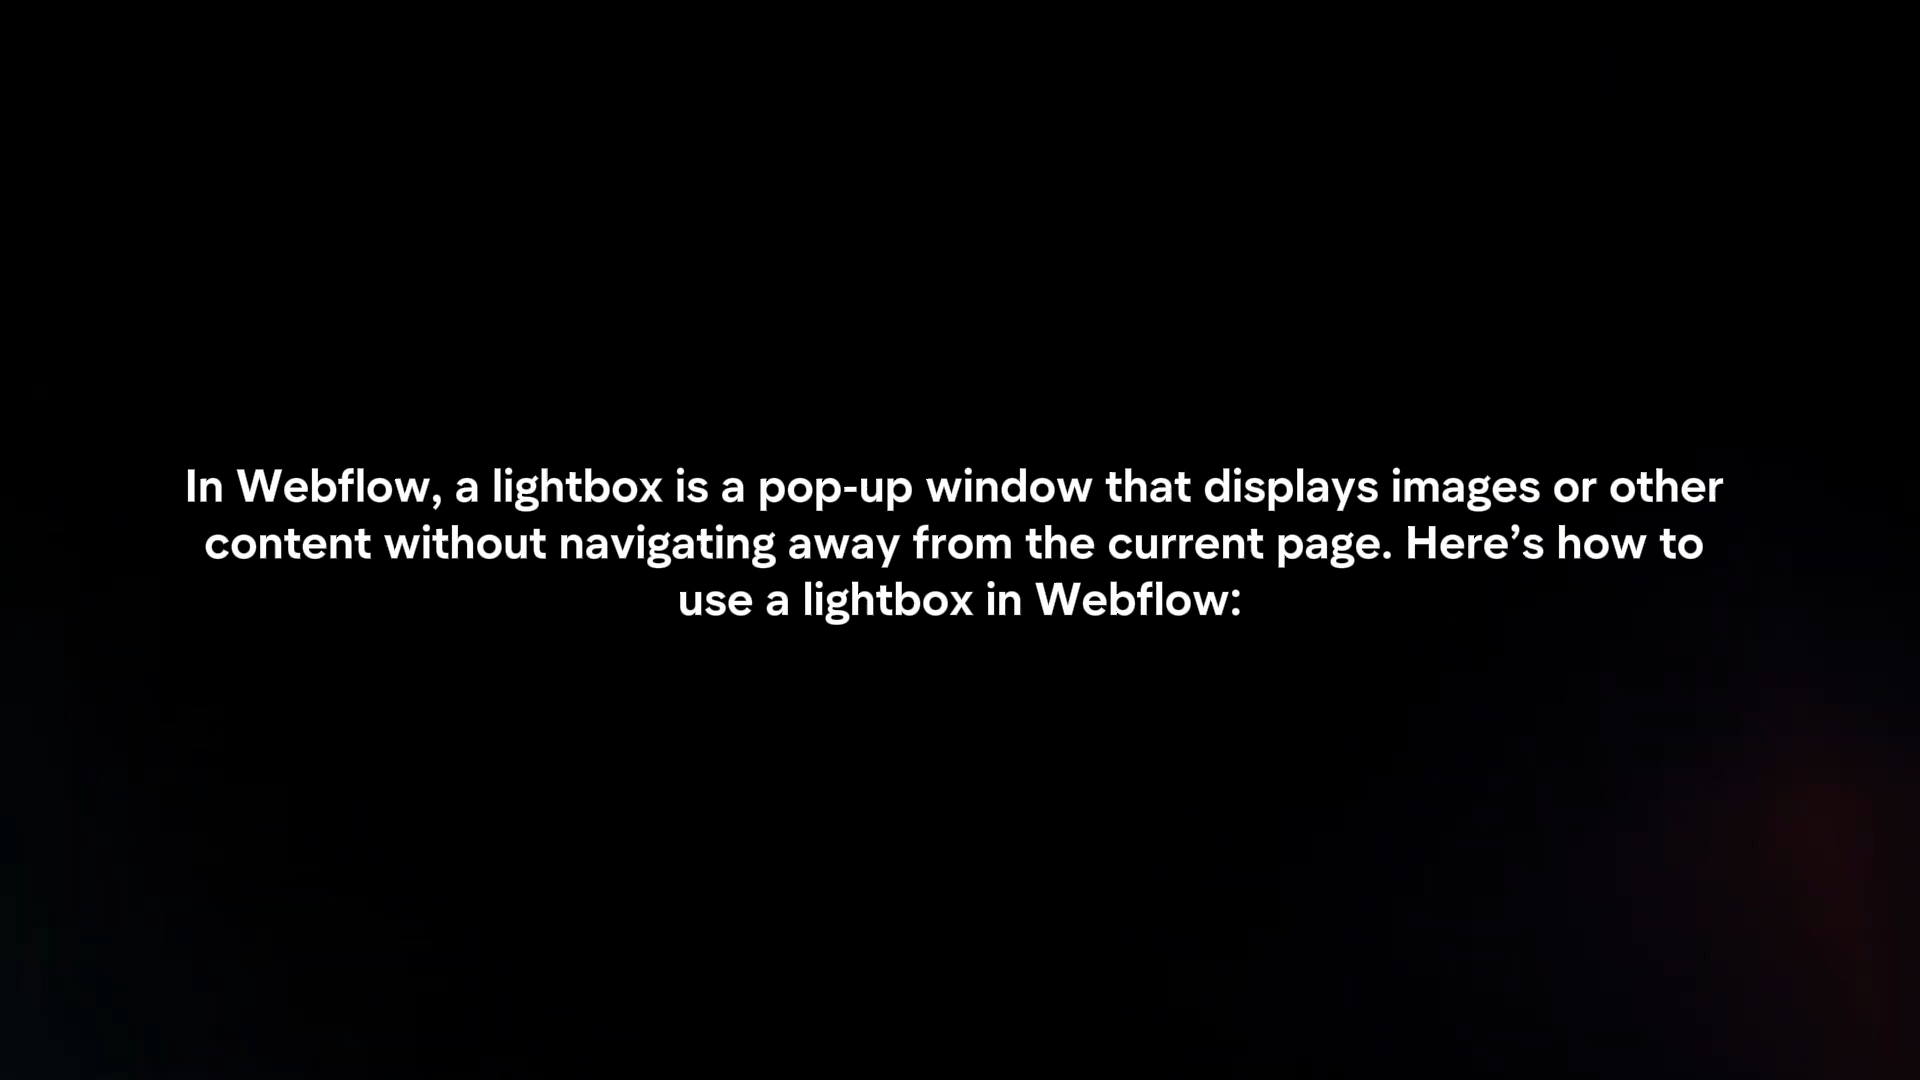 In Webflow, a lightbox is a pop-up window that displays images or other
content without navigating away from the current page. Here’s how to
use a lightbox in Webflow: